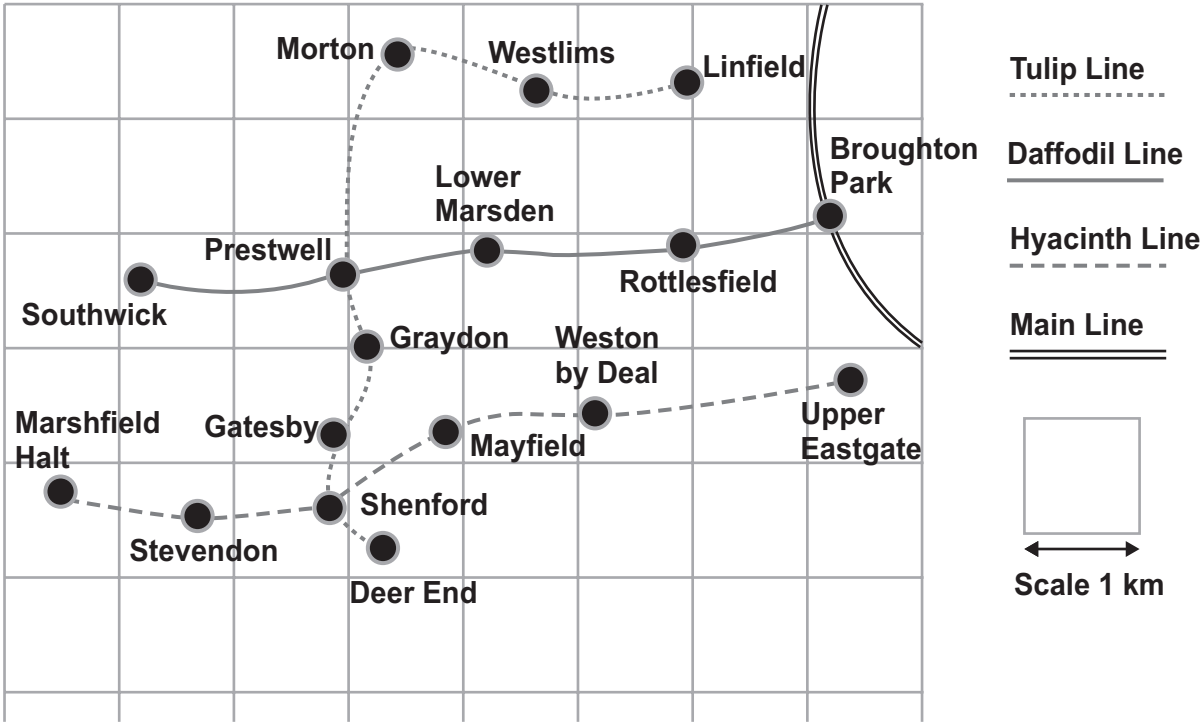 Morton
Westlims
Linfield
Tulip Line
Broughton
Park
Daffodil Line
Lower
Marsden
Prestwell
Hyacinth Line
Rottlesfield
Southwick
Main Line
Graydon
Weston
by Deal
Marshfield
Halt
Gatesby
Mayfield
Upper
Eastgate
Shenford
Stevendon
Deer End
Scale 1 km